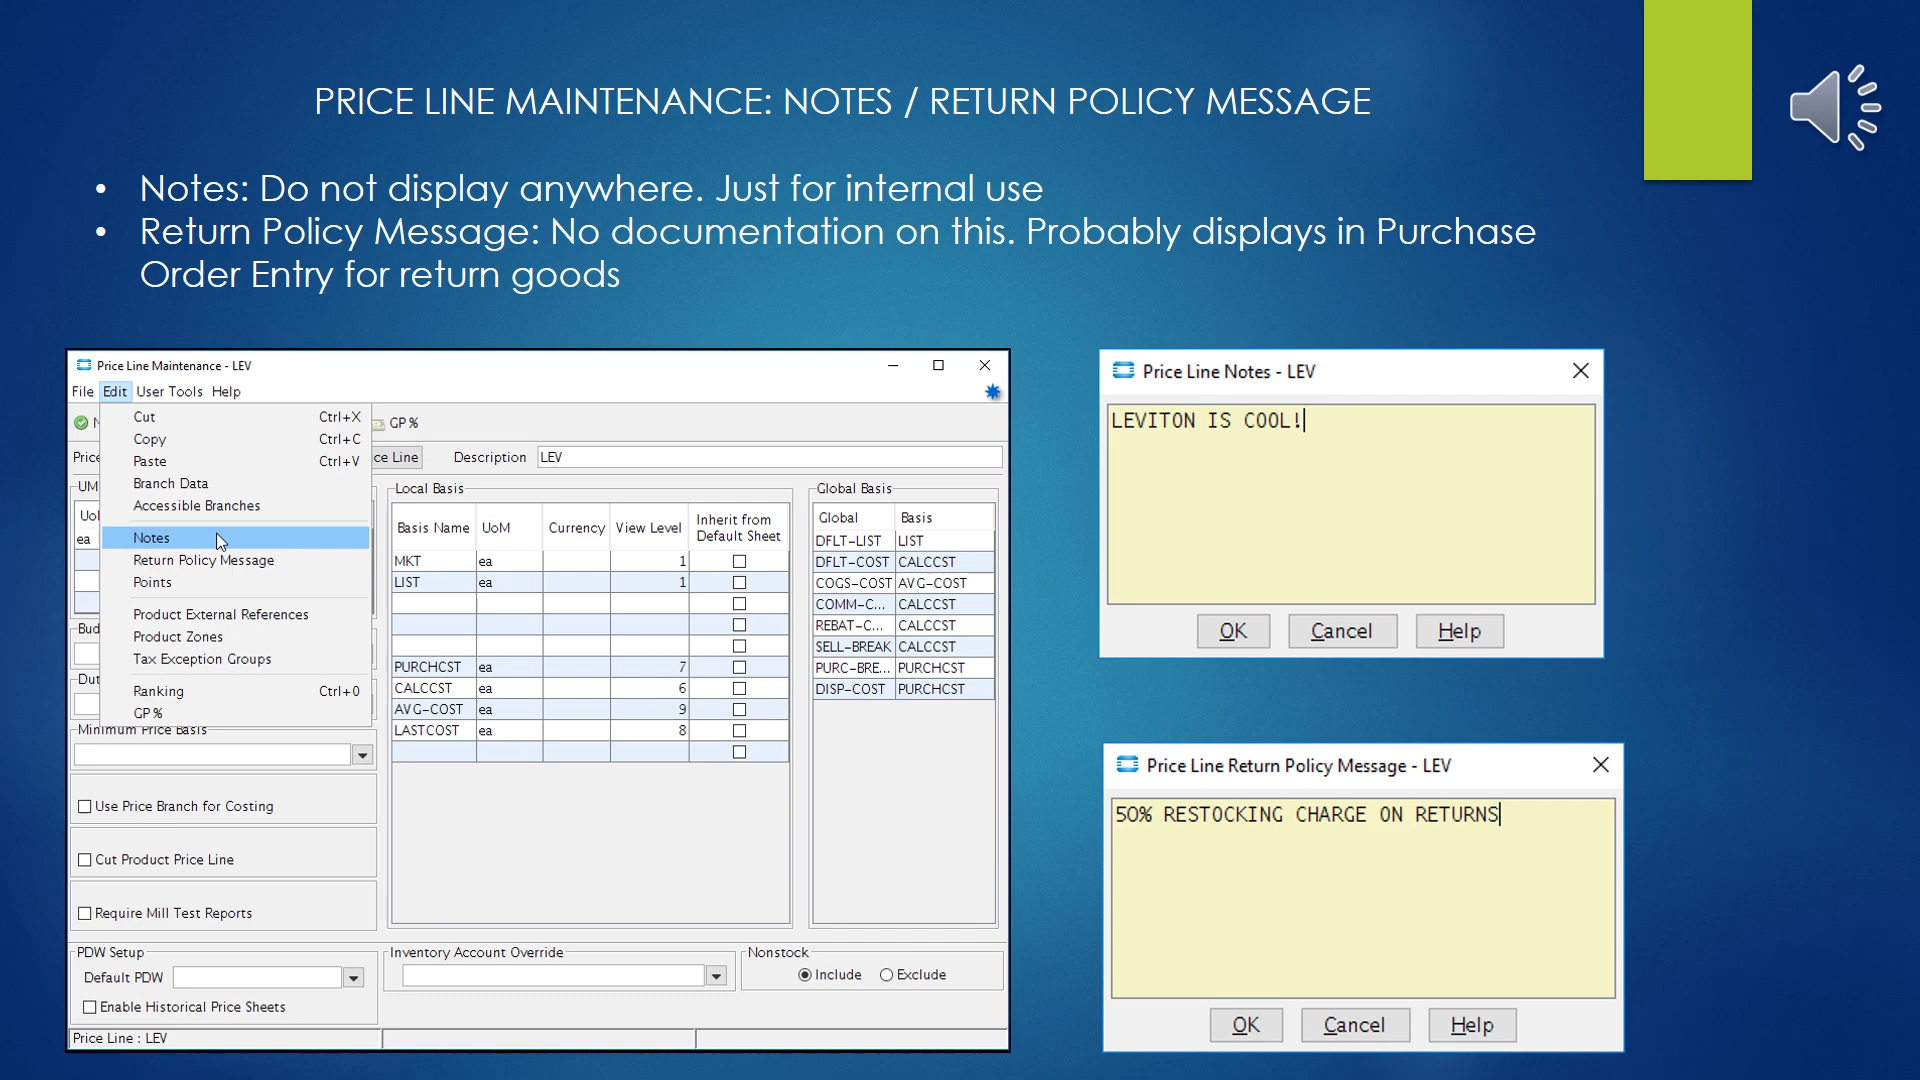 PRICE LINE MAINTENANCE: NOTES / RETURN POLICY MESSAGE
• Notes: Do not display anywhere. Just for internal use
• Return Policy Message: No documentation on this. Probably displays in Purchase
Order Entry for return goods
Price Line Maintenance - LEV
File Edit User Tools Help
N GP %
Cut Ctrl+X
Copy Ctrl+C
Paste Ctrl+V
Branch Data
Accessible Branches
Notes
Return Policy Message
Points
Product External References
Product Zones
Tax Exception Groups
Ranking Ctrl+0
GP %
Price ce Line Description LEV
UM
Uo
ea
Bud
Dut
Minimum Price Basis
Use Price Branch for Costing
Cut Product Price Line
Require Mill Test Reports
Local Basis
Basis Name UoM Currency View Level Inherit from
Default Sheet
MKT ea 1
LIST ea 1
PURCHCST ea 7
CALCCST ea 6
AVG-COST ea 9
LASTCOST ea 8
Global Basis
Global Basis
DFLT-LIST LIST
DFLT-COST CALCCST
COGS-COST AVG-COST
COMM-C... CALCCST
REBAT-C... CALCCST
SELL-BREAK CALCCST
PURC-BRE... PURCHCST
DISP-COST PURCHCST
PDW Setup
Default PDW
Enable Historical Price Sheets
Inventory Account Override
Nonstock
Include Exclude
Price Line : LEV
Price Line Notes - LEV
LEVITON IS COOL!
OK Cancel Help
Price Line Return Policy Message - LEV
50% RESTOCKING CHARGE ON RETURNS
OK Cancel Help